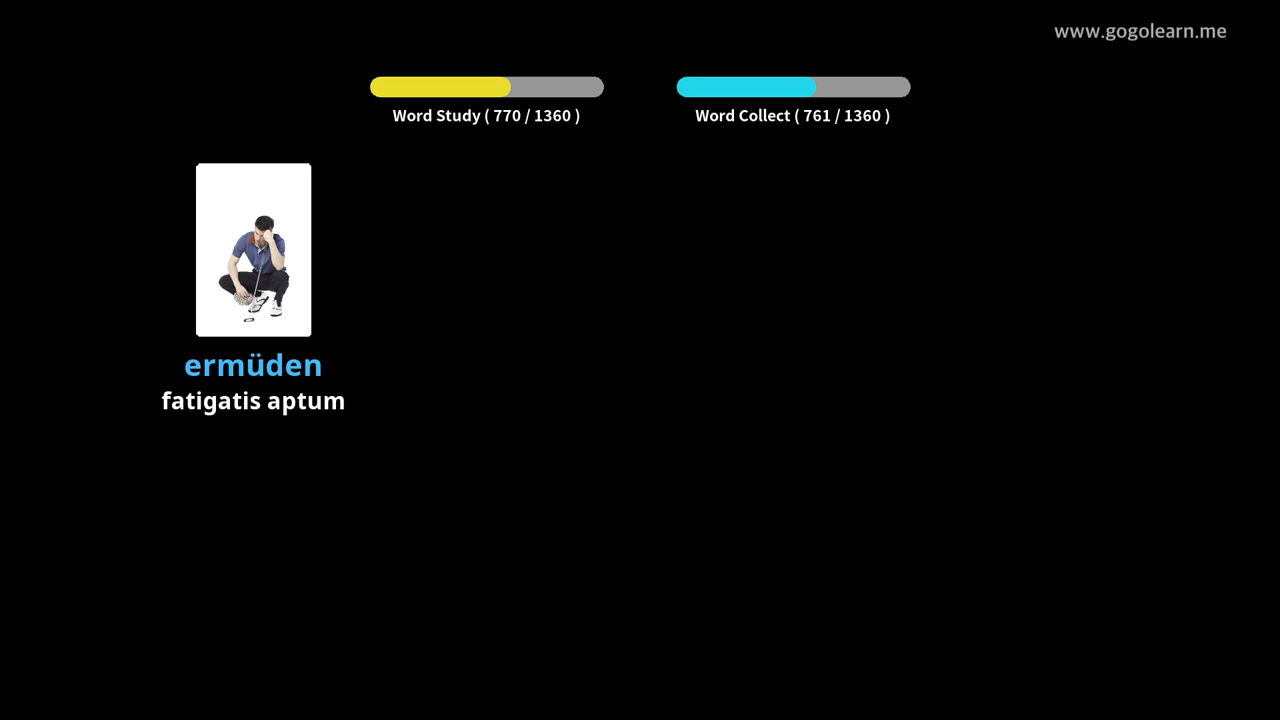 www.gogolearn.me
Word Study ( 770 / 1360 )
Word Collect ( 761 / 1360 )
ermüden
fatigatis aptum